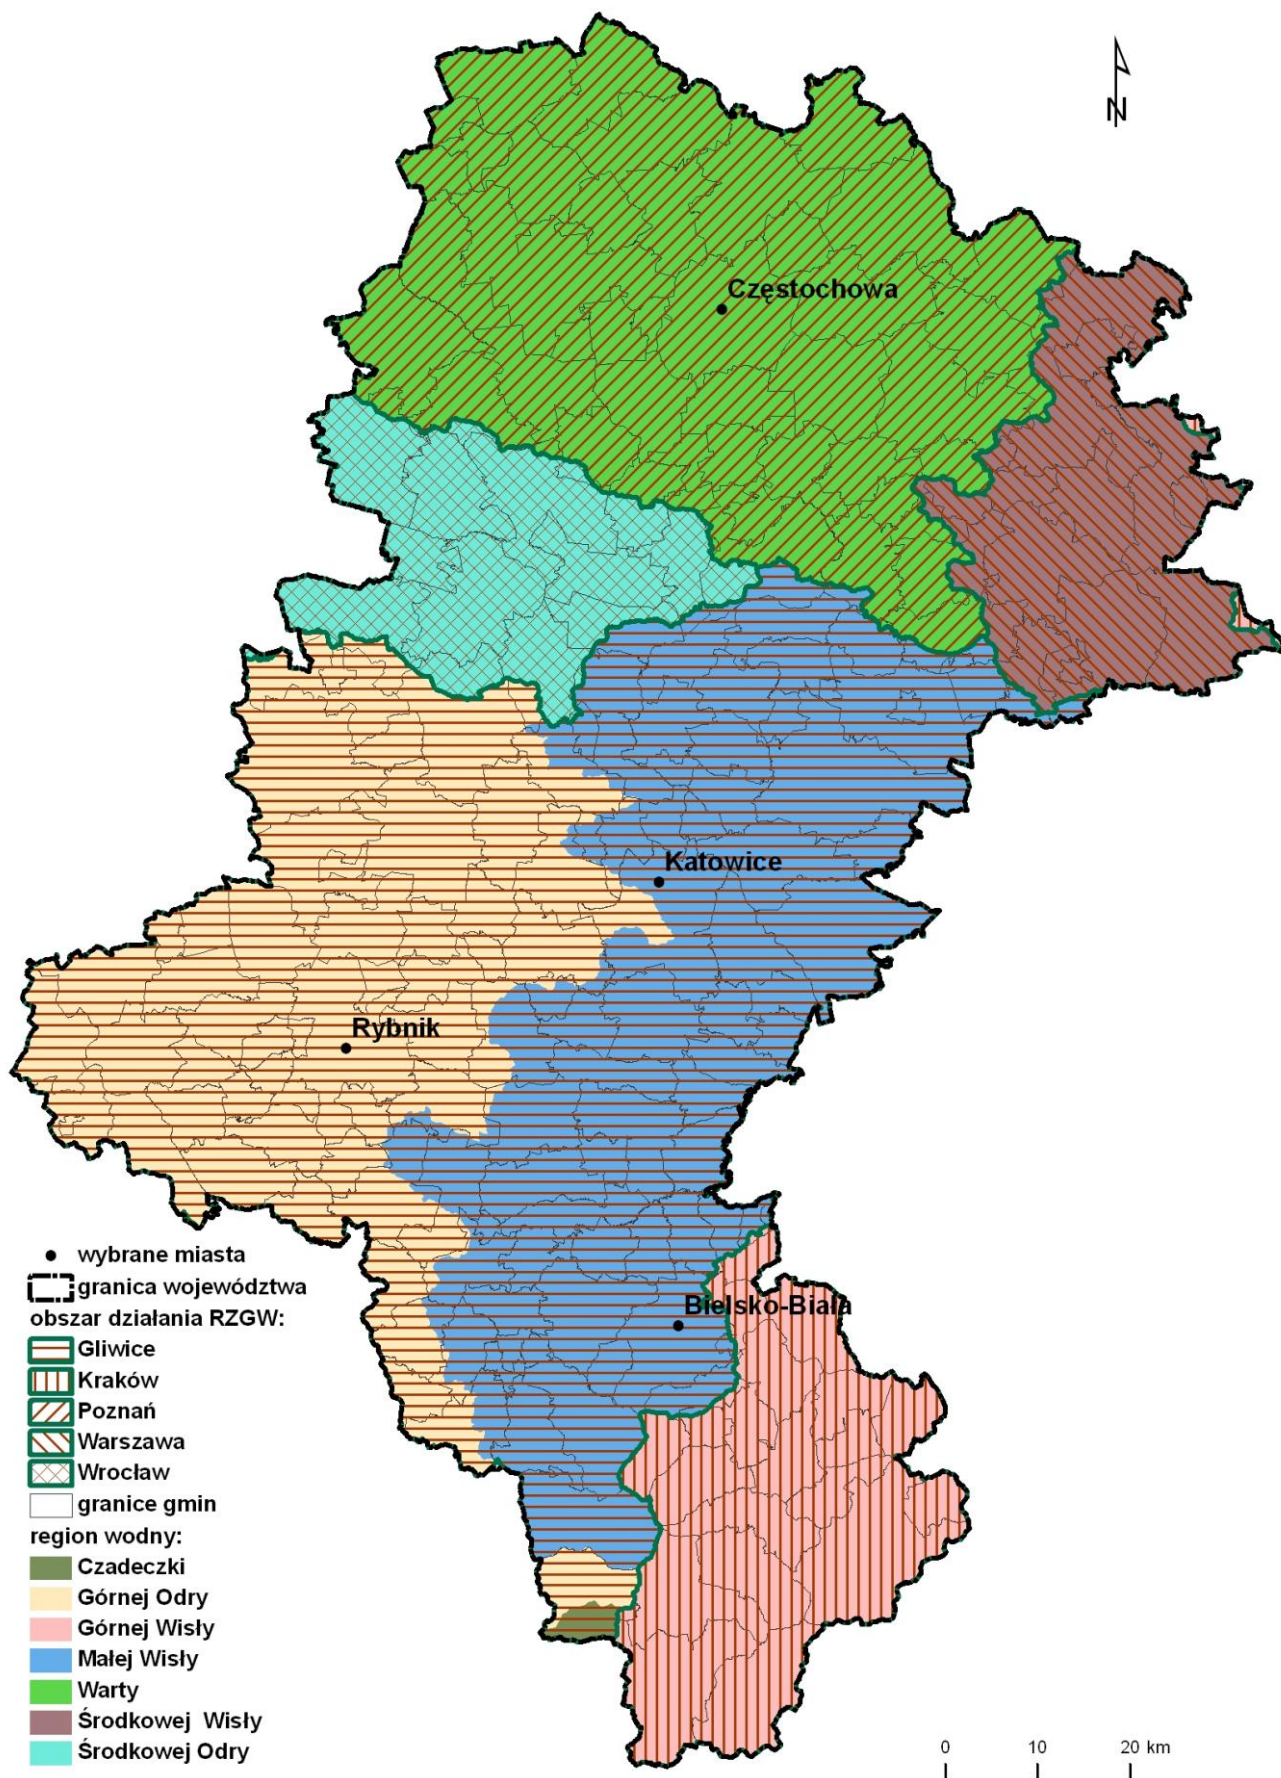 N
Częstochowa
Katowice
Rybnik
Bielsko-Biała
wybrane miasta
granica województwa
obszar działania RZGW:
Gliwice
Kraków
Poznań
Warszawa
Wrocław
granice gmin
region wodny:
Czadeczki
Górnej Odry
Górnej Wisły
Małej Wisły
Warty
Środkowej Wisły
Środkowej Odry
0 10 20 km